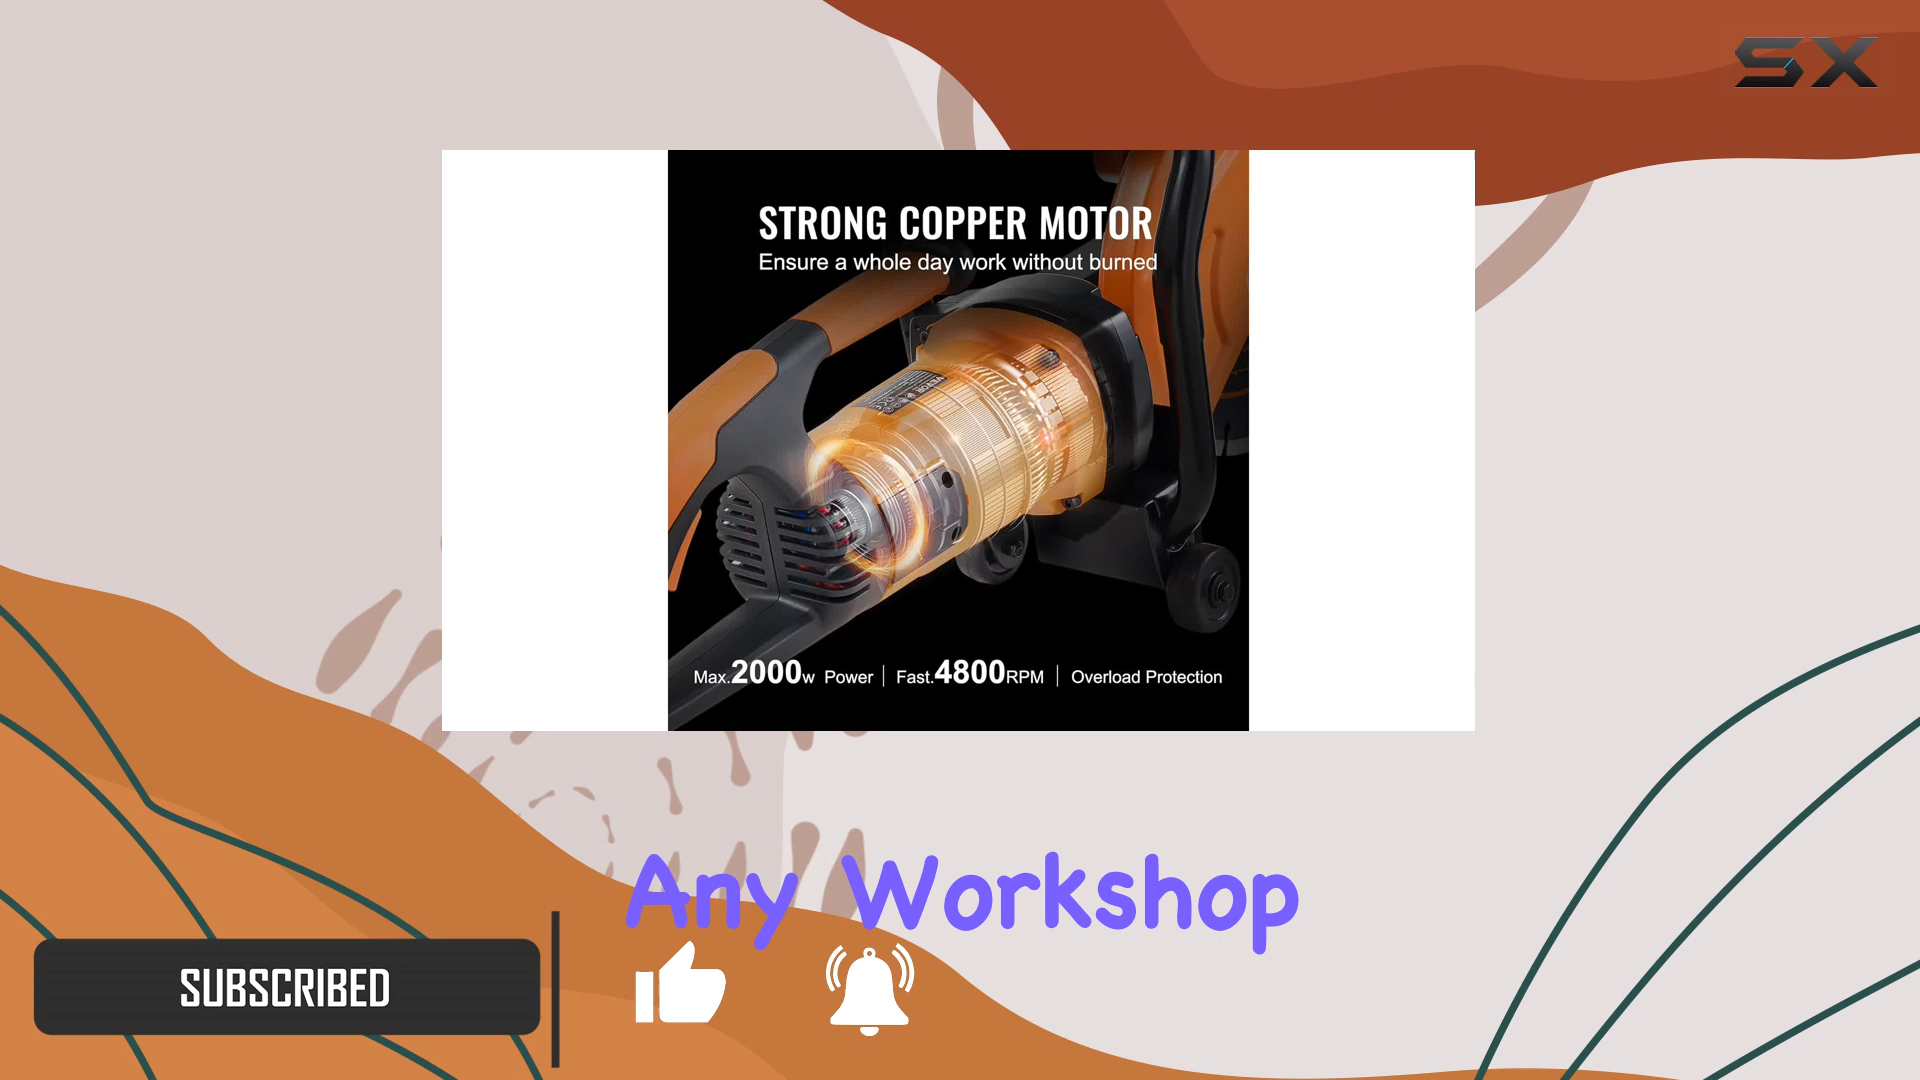 SX
STRONG COPPER MOTOR
Ensure a whole day work without burned
VEVOR
Max.2000w Power | Fast.4800RPM | Overload Protection
Any Workshop
SUBSCRIBED